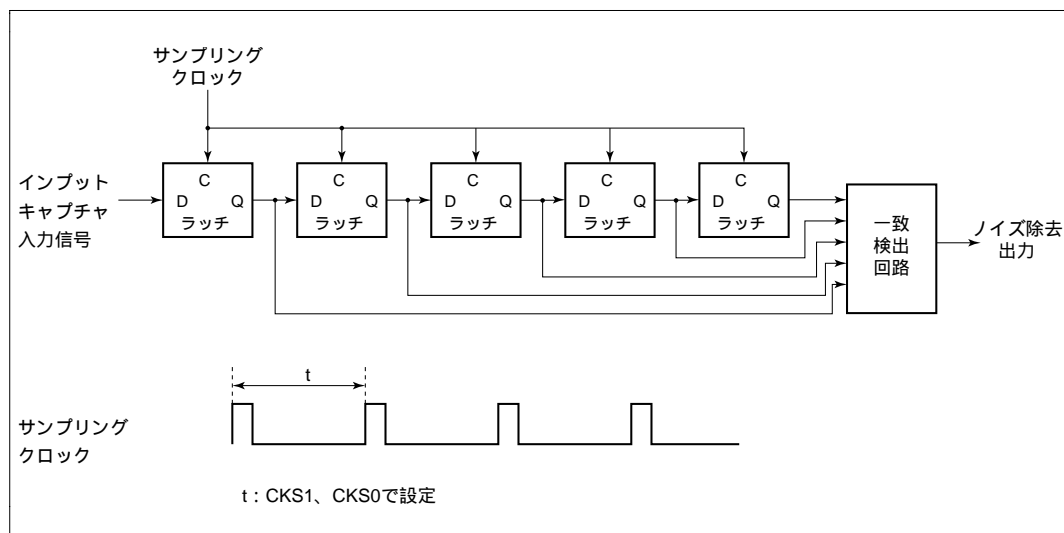 サンプリング
クロック
インプット
キャプチャ
入力信号
C
D Q
ラッチ
C
D Q
ラッチ
C
D Q
ラッチ
C
D Q
ラッチ
C
D Q
ラッチ
一致
検出
回路
ノイズ除去
出力
t
サンプリング
クロック
t：CKS1、CKS0で設定